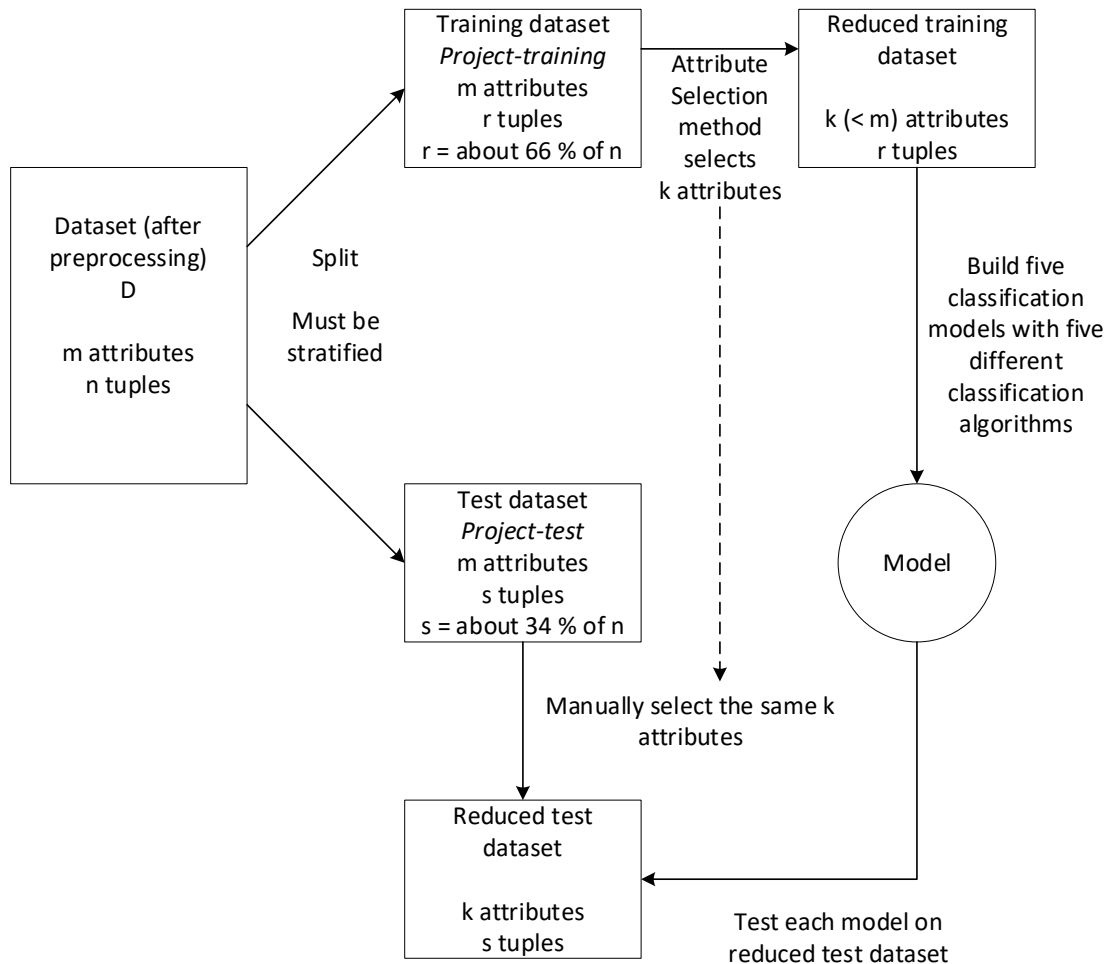 Dataset (after
preprocessing)
D
m attributes
n tuples
Split
Must be
stratified
Training dataset
Project-training
m attributes
r tuples
r = about 66 % of n
Attribute
Selection
method
selects
k attributes
Reduced training
dataset
k (< m) attributes
r tuples
Build five
classification
models with five
different
classification
algorithms
Model
Test dataset
Project-test
m attributes
s tuples
s = about 34 % of n
Manually select the same k
attributes
Reduced test
dataset
k attributes
s tuples
Test each model on
reduced test dataset